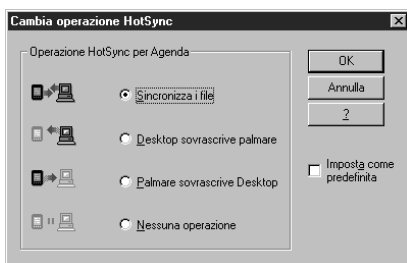 Cambia operazione HotSync
Operazione HotSync per Agenda
Sincronizza i file
Desktop sovrascrive palmare
Palmare sovrascrive Desktop
Nessuna operazione
OK
Annulla
?
Imposta come
predefinita